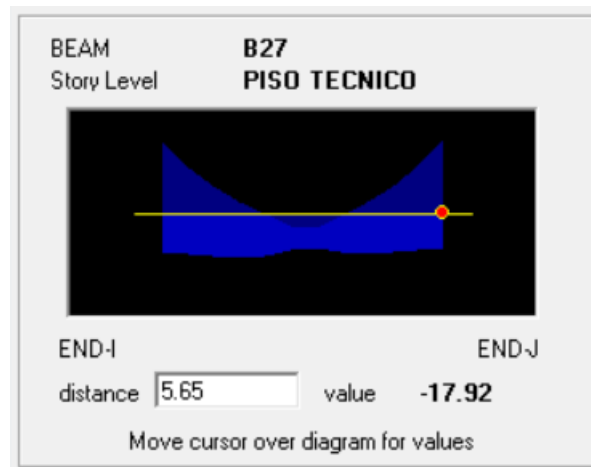 BEAM B27
Story Level PISO TECNICO
END-I END-J
distance 5.65 value -17.92
Move cursor over diagram for values